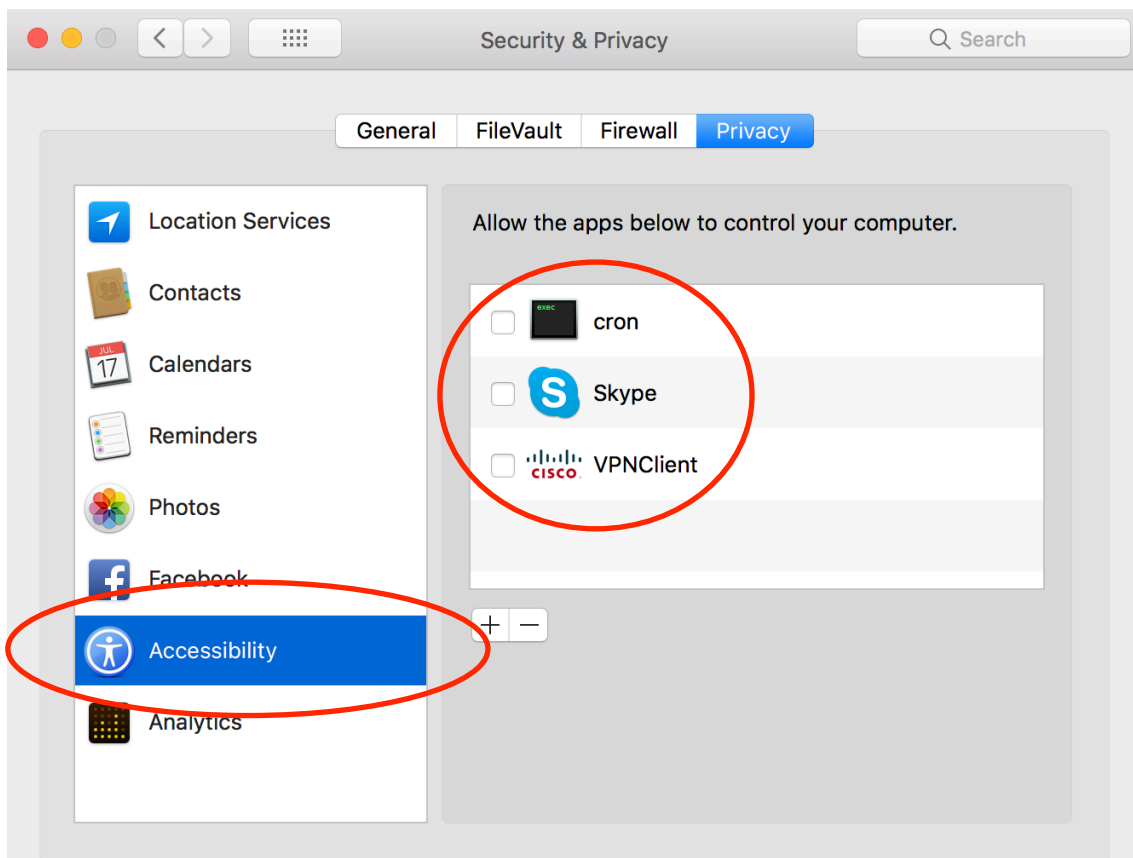 Security & Privacy
Search
General FileVault Firewall Privacy
Location Services
Contacts
JUL
17
Calendars
Reminders
Photos
f
Facebook
Accessibility
Analytics
Allow the apps below to control your computer.
exec
cron
S
Skype
CISCO
VPNClient